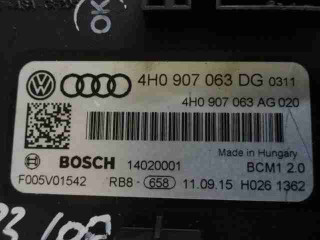 OK
4H0 907 063 DG 0311
4H0 907 063 AG 020
Made in Hungary
BOSCH 14020001 BCM1 2.0
F005V01542 RB8- 658 11.09.15 H026 1362